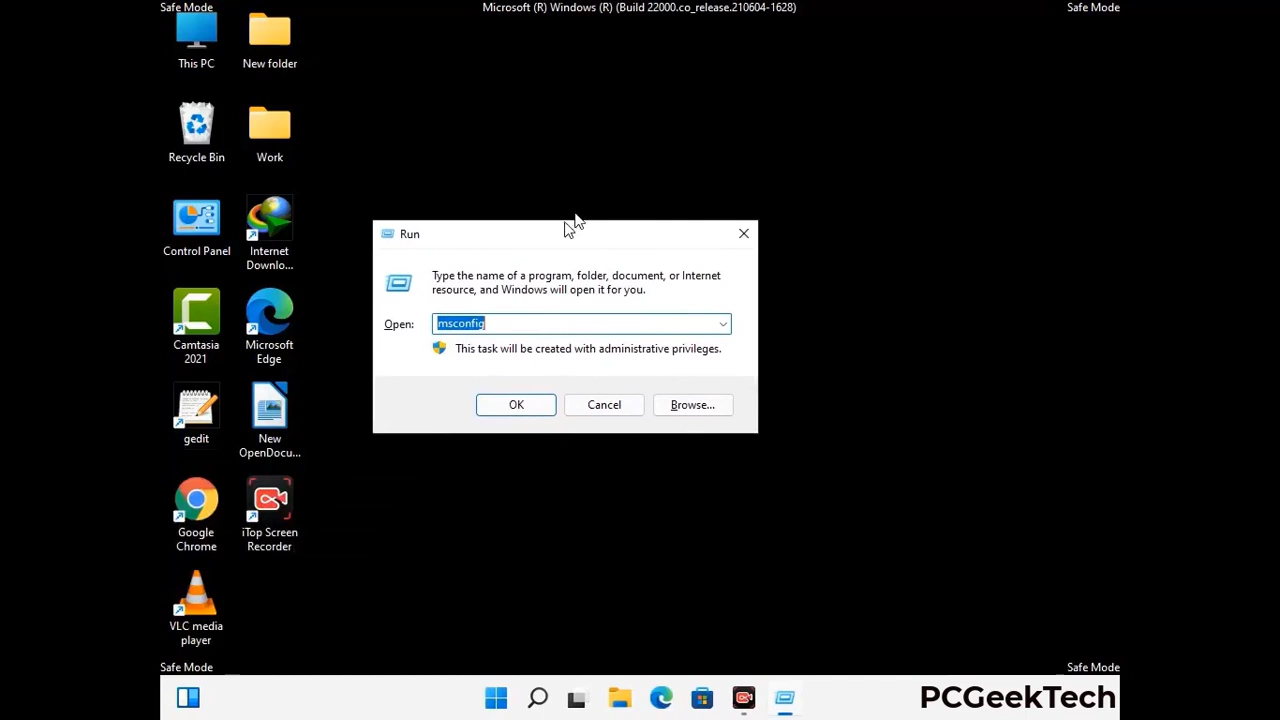 Safe Mode
Microsoft (R) Windows (R) (Build 22000.co_release.210604-1628)
Safe Mode
This PC
New folder
Recycle Bin
Work
Control Panel
Internet
Downlo...
Camtasia
2021
Microsoft
Edge
gedit
New
OpenDocu...
Google
Chrome
iTop Screen
Recorder
VLC media
player
Run
Type the name of a program, folder, document, or Internet
resource, and Windows will open it for you.
Open:
msconfig
This task will be created with administrative privileges.
OK
Cancel
Browse...
Safe Mode
Safe Mode
PCGeekTech